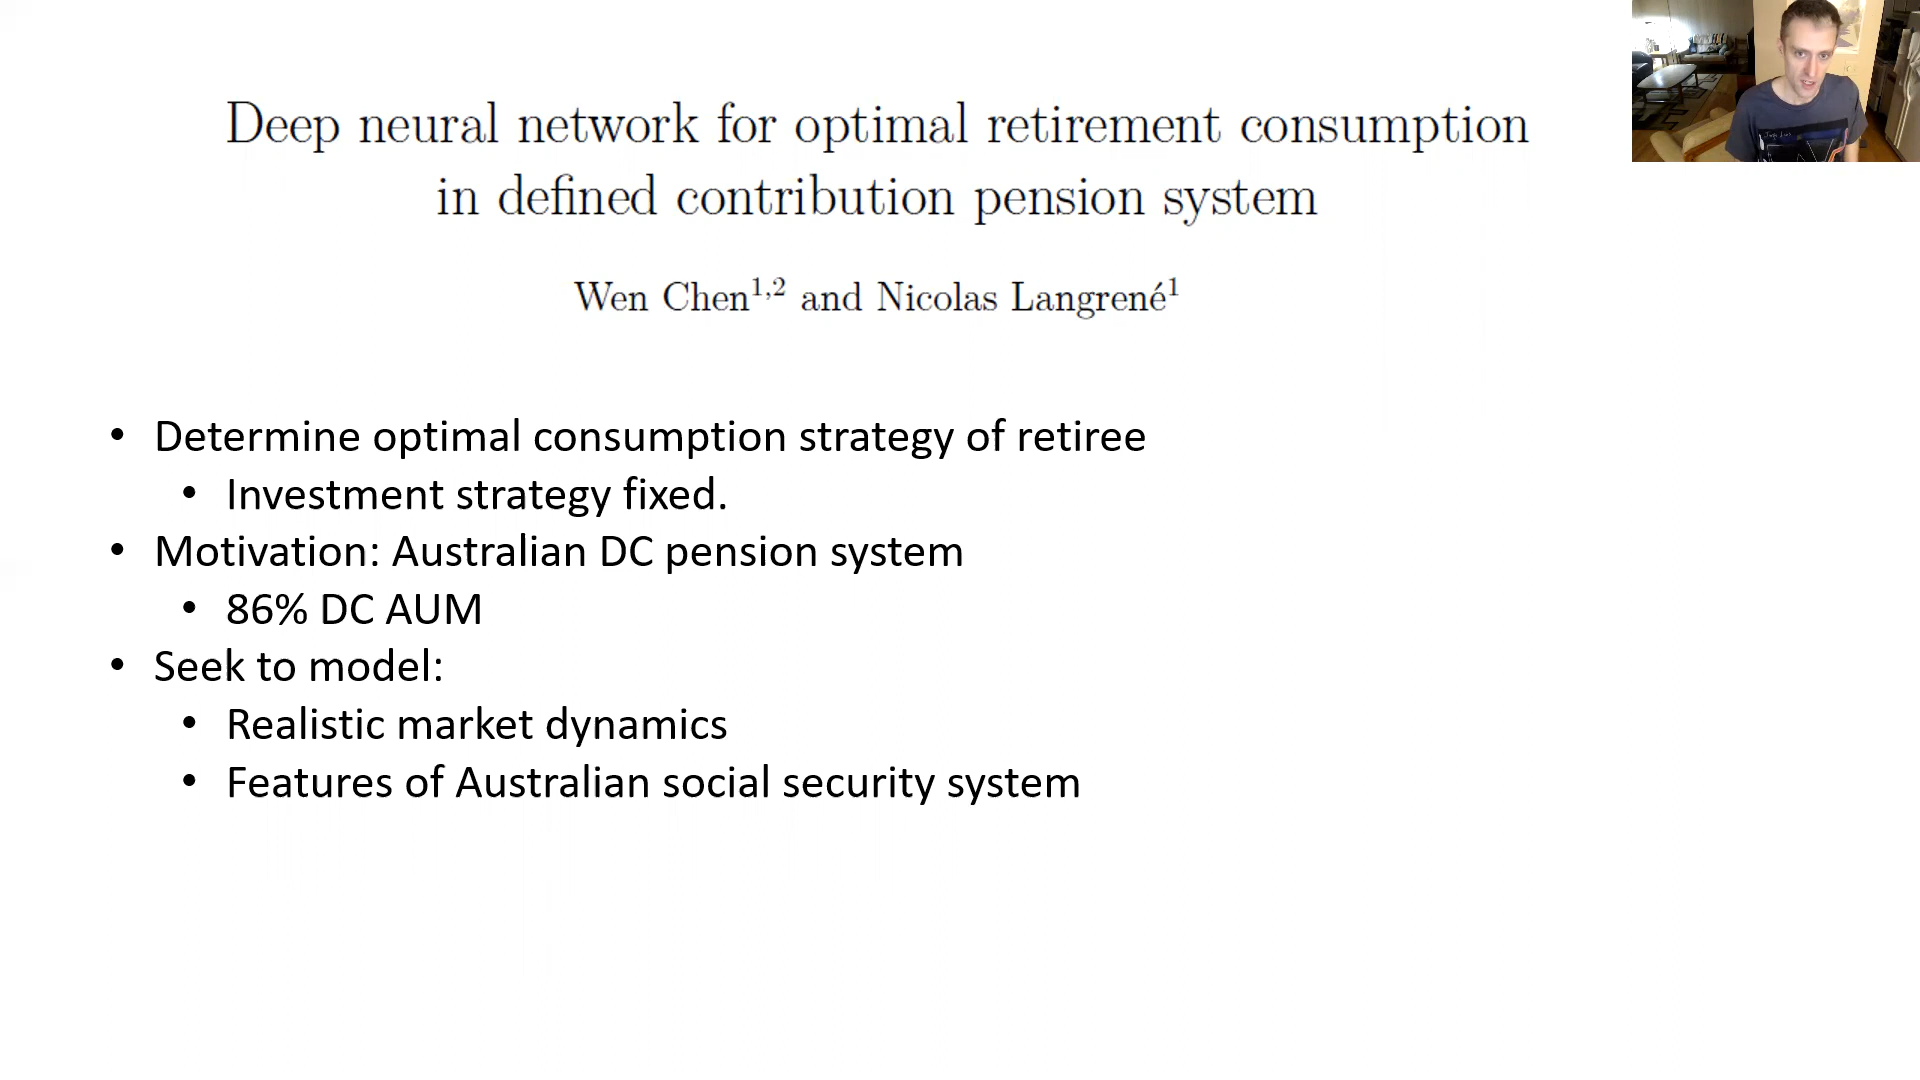 Deep neural network for optimal retirement consumption
in defined contribution pension system
Wen Chen1,2 and Nicolas Langrené1
• Determine optimal consumption strategy of retiree
• Investment strategy fixed.
• Motivation: Australian DC pension system
• 86% DC AUM
• Seek to model:
• Realistic market dynamics
• Features of Australian social security system